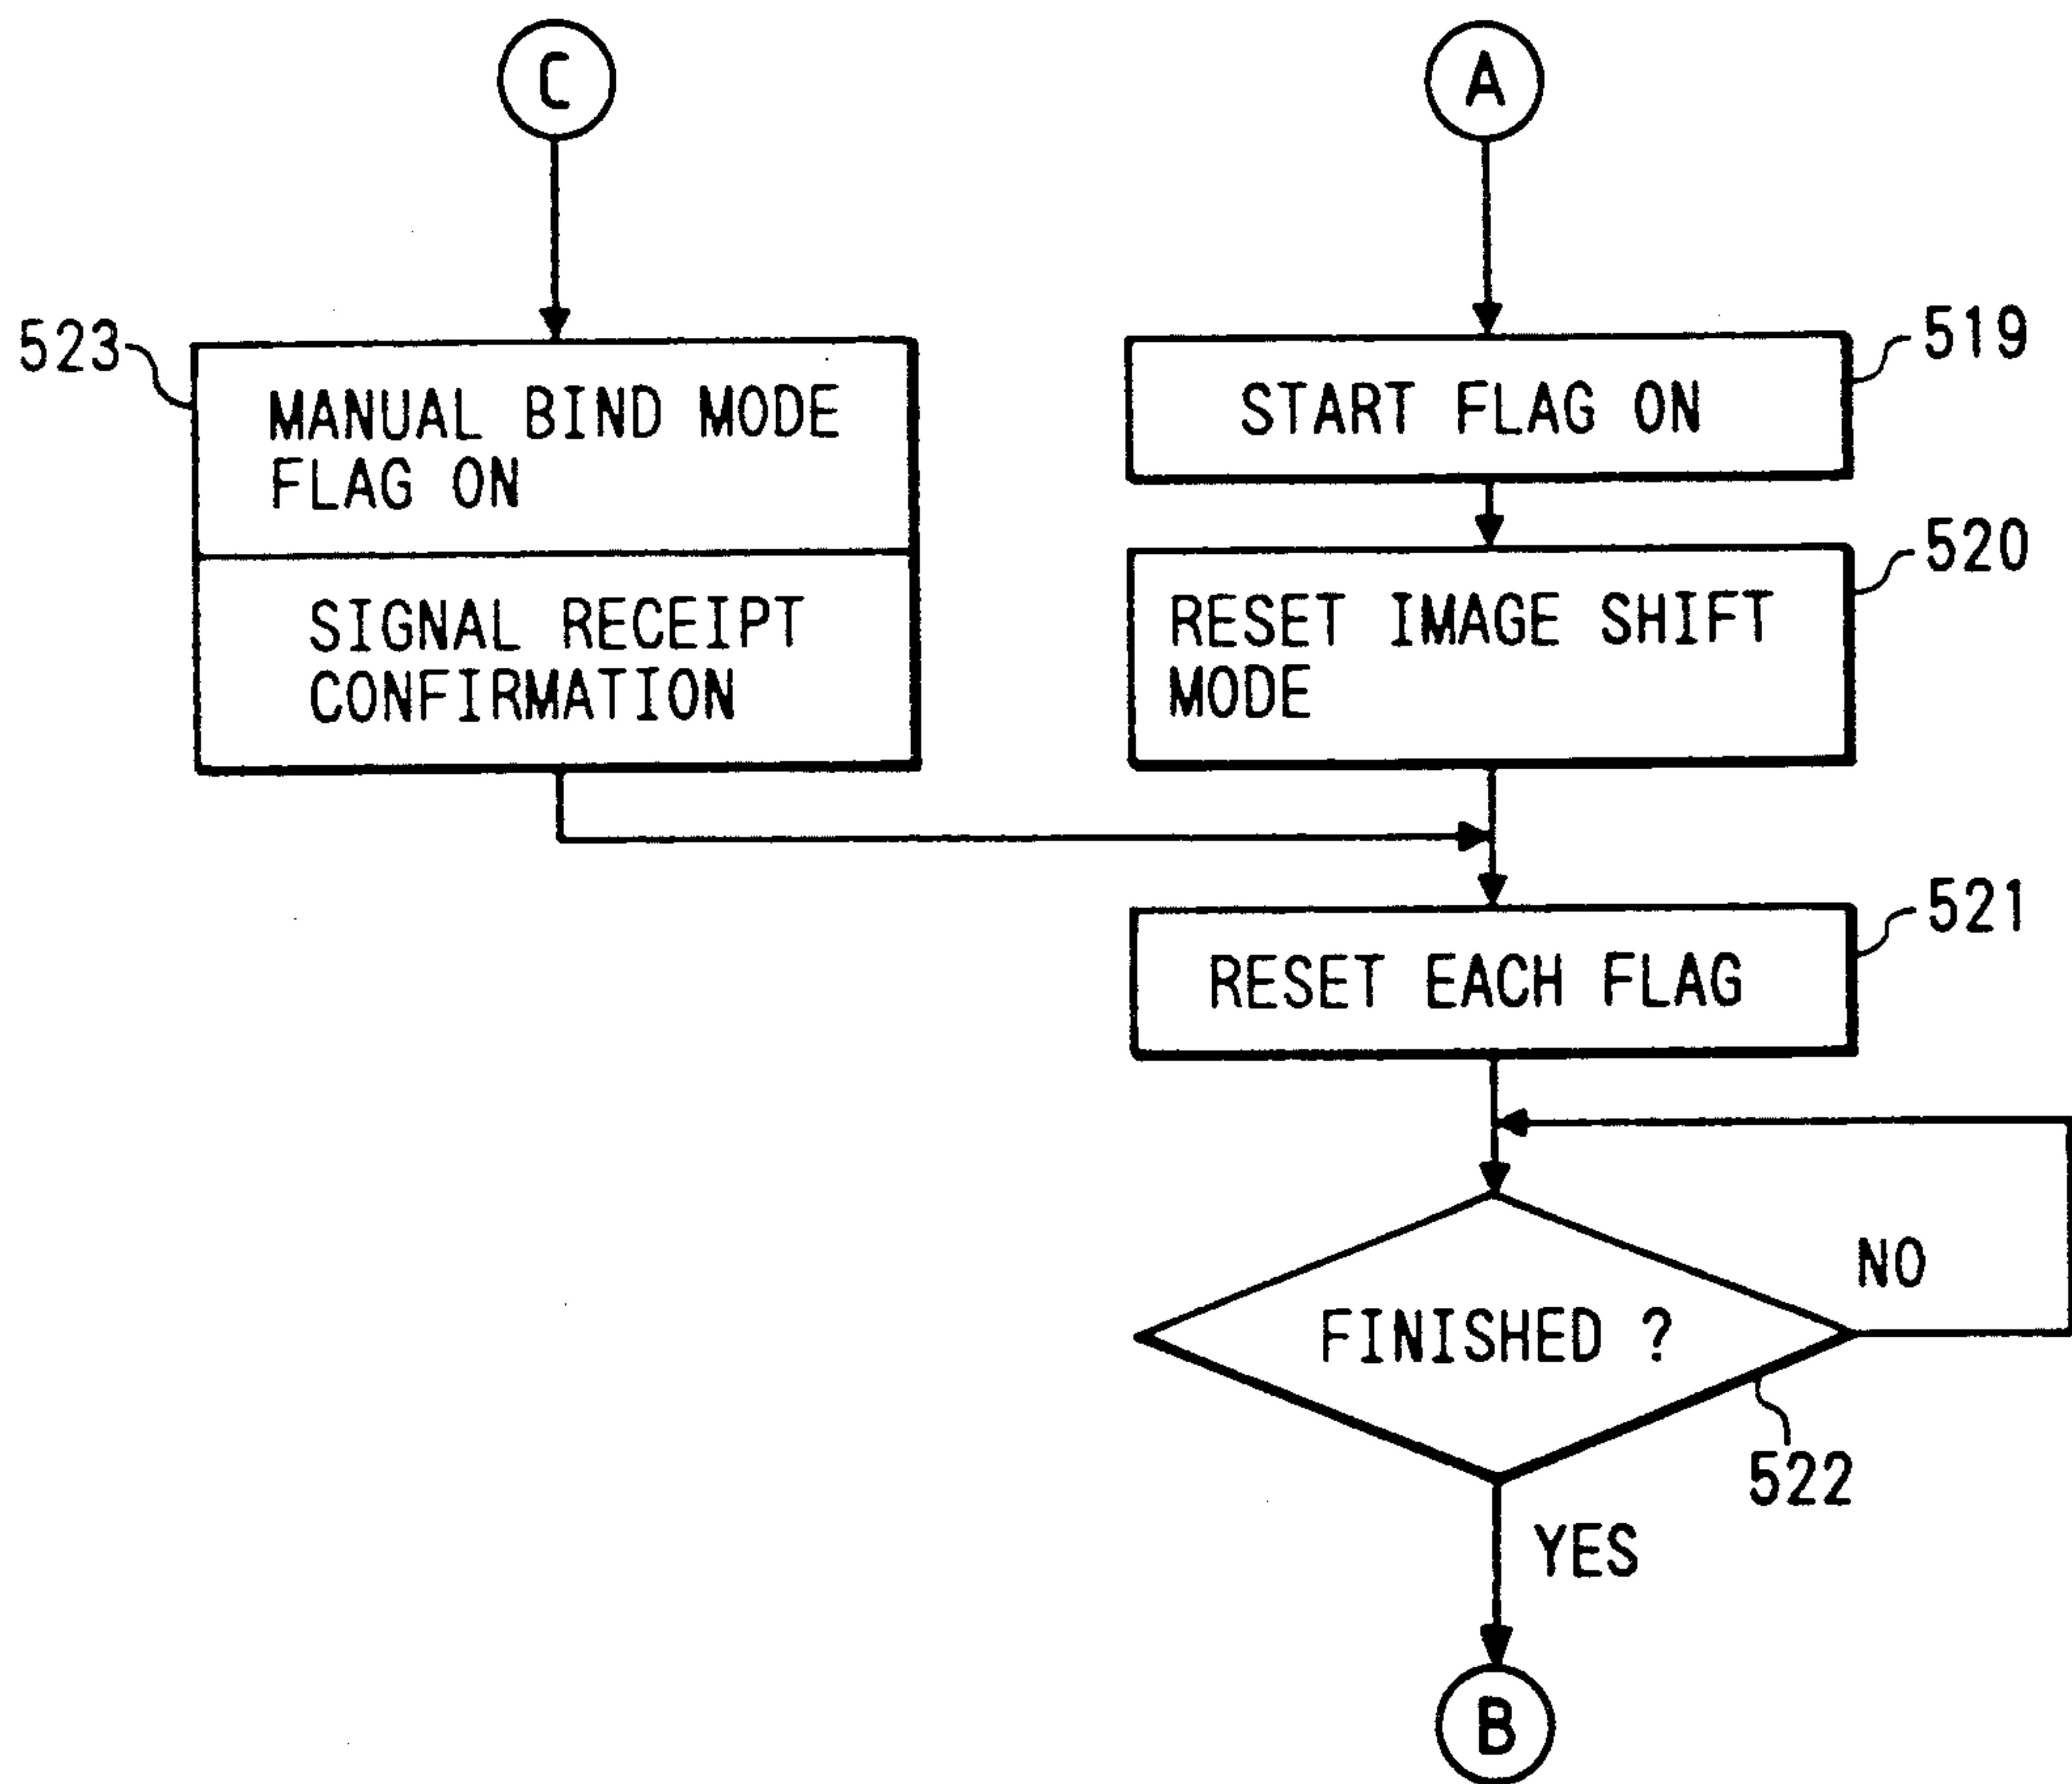 C
A
523
MANUAL BIND MODE
FLAG ON
SIGNAL RECEIPT
CONFIRMATION
519
START FLAG ON
520
RESET IMAGE SHIFT
MODE
521
RESET EACH FLAG
NO
FINISHED ?
522
YES
B